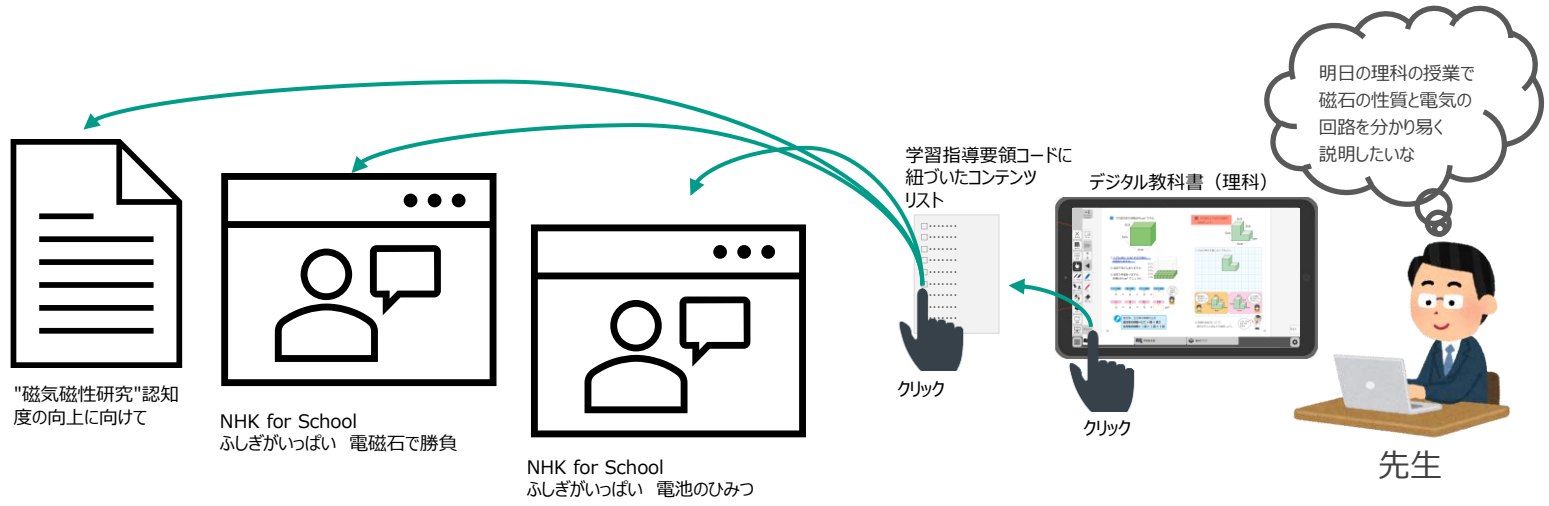 明日の理科の授業で
磁石の性質と電気の
回路を分かり易く
説明したいな
学習指導要領コードに
紐づいたコンテンツ
リスト
デジタル教科書（理科）
クリック
クリック
先生
"磁気磁性研究"認知
度の向上に向けて
NHK for School
ふしぎがいっぱい　電磁石で勝負
NHK for School
ふしぎがいっぱい　電池のひみつ